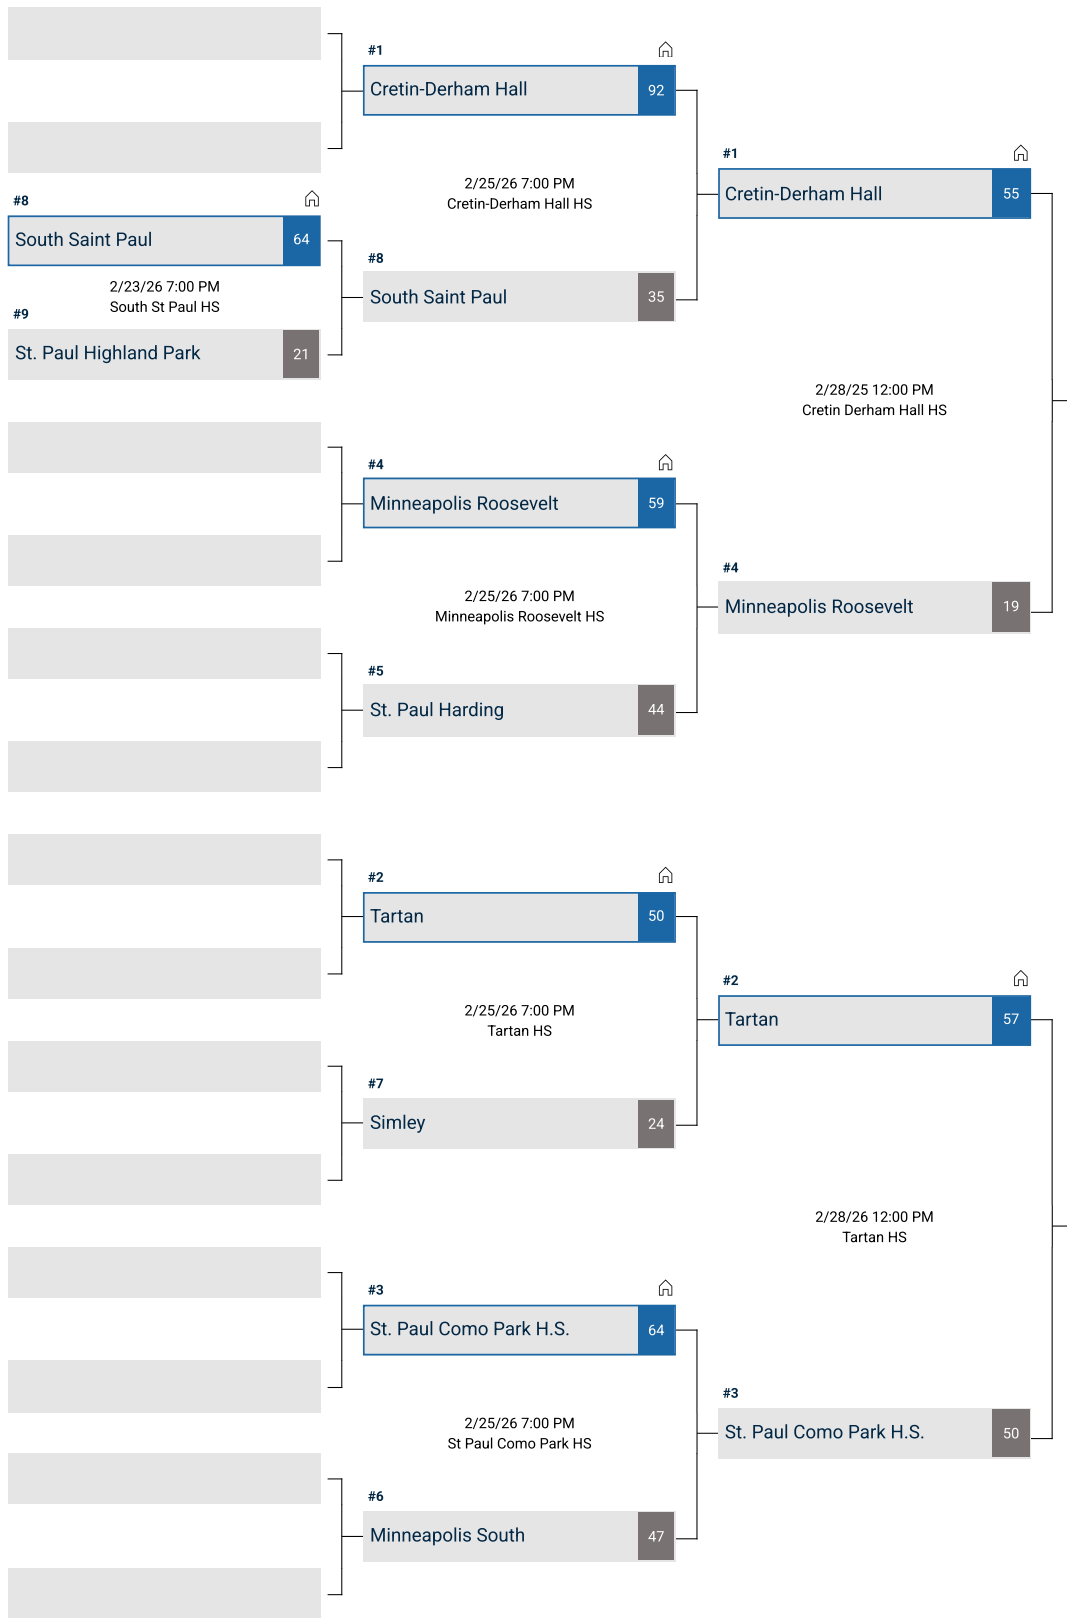 #1
Cretin-Derham Hall
92
2/25/26 7:00 PM
Cretin-Derham Hall HS
#1
Cretin-Derham Hall
55
#8
South Saint Paul
64
2/23/26 7:00 PM
South St Paul HS
#9
St. Paul Highland Park
21
#8
South Saint Paul
35
2/28/25 12:00 PM
Cretin Derham Hall HS
#4
Minneapolis Roosevelt
59
2/25/26 7:00 PM
Minneapolis Roosevelt HS
#4
Minneapolis Roosevelt
19
#5
St. Paul Harding
44
#2
Tartan
50
2/25/26 7:00 PM
Tartan HS
#2
Tartan
57
#7
Simley
24
2/28/26 12:00 PM
Tartan HS
#3
St. Paul Como Park H.S.
64
2/25/26 7:00 PM
St Paul Como Park HS
#3
St. Paul Como Park H.S.
50
#6
Minneapolis South
47